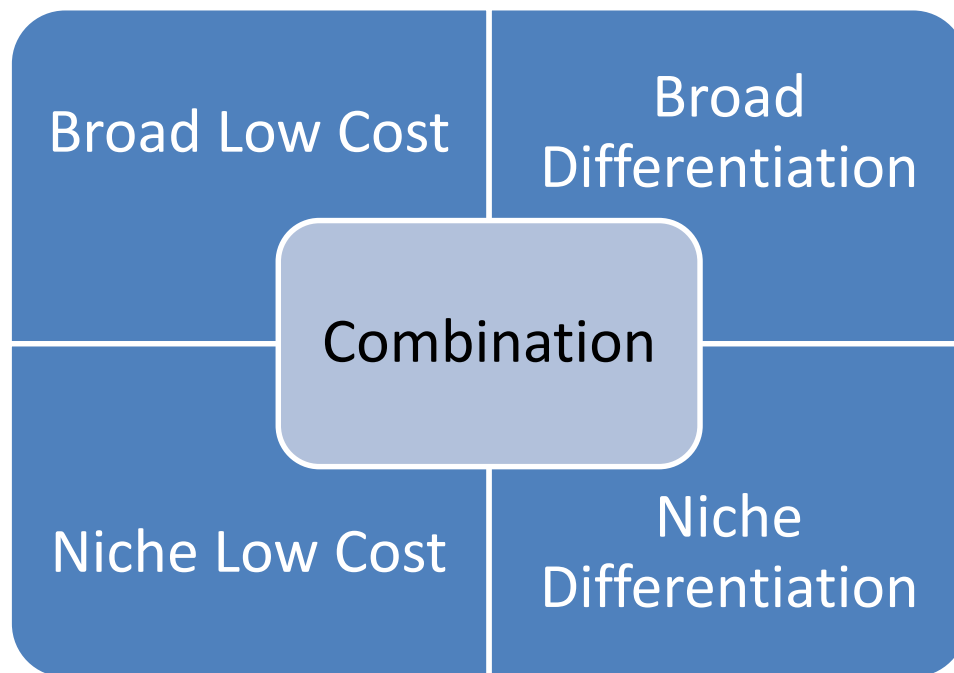 Broad Low Cost
Broad
Differentiation
Combination
Niche Low Cost
Niche
Differentiation